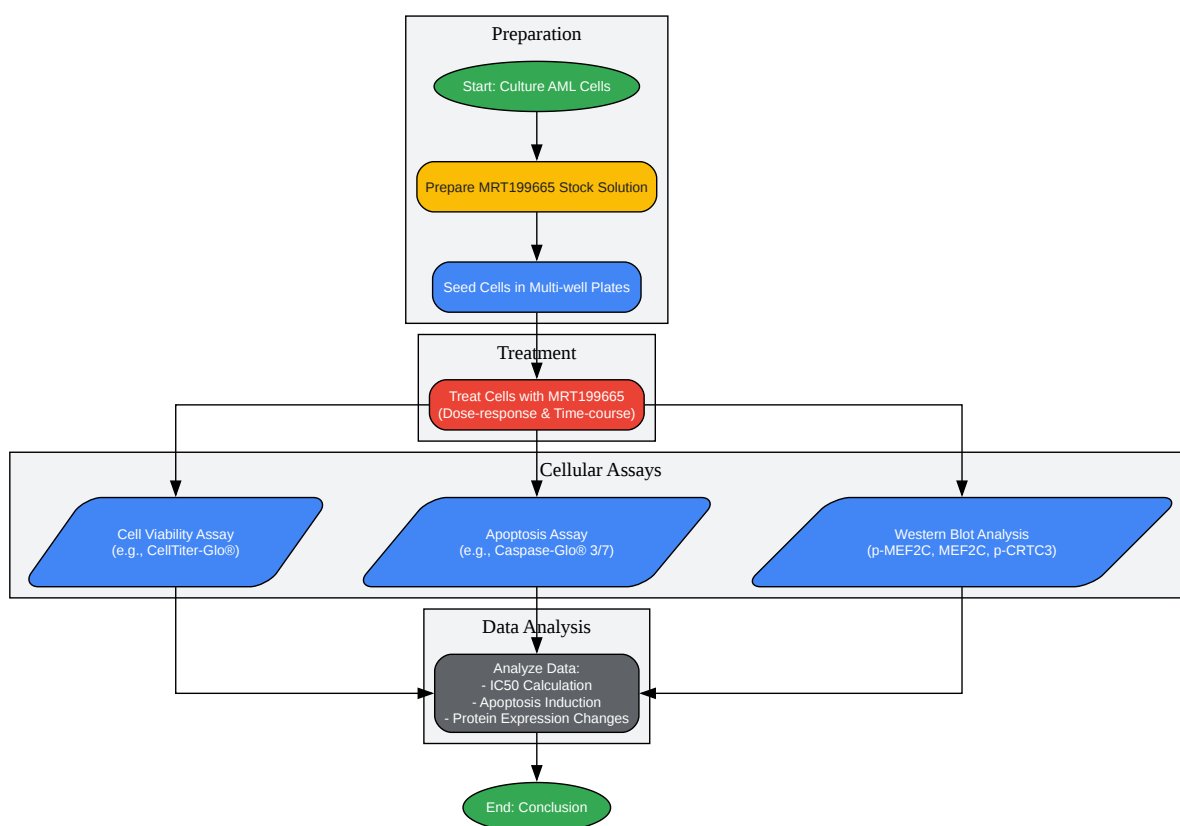 Preparation
Start: Culture AML Cells
Prepare MRT199665 Stock Solution
Seed Cells in Multi-well Plates
Treatment
Treat Cells with MRT199665
(Dose-response & Time-course)
Cellular Assays
Cell Viability Assay
(e.g., CellTiter-Glo®)
Apoptosis Assay
(e.g., Caspase-Glo® 3/7)
Western Blot Analysis
(p-MEF2C, MEF2C, p-CRTC3)
Data Analysis
Analyze Data:
- IC50 Calculation
- Apoptosis Induction
- Protein Expression Changes
End: Conclusion